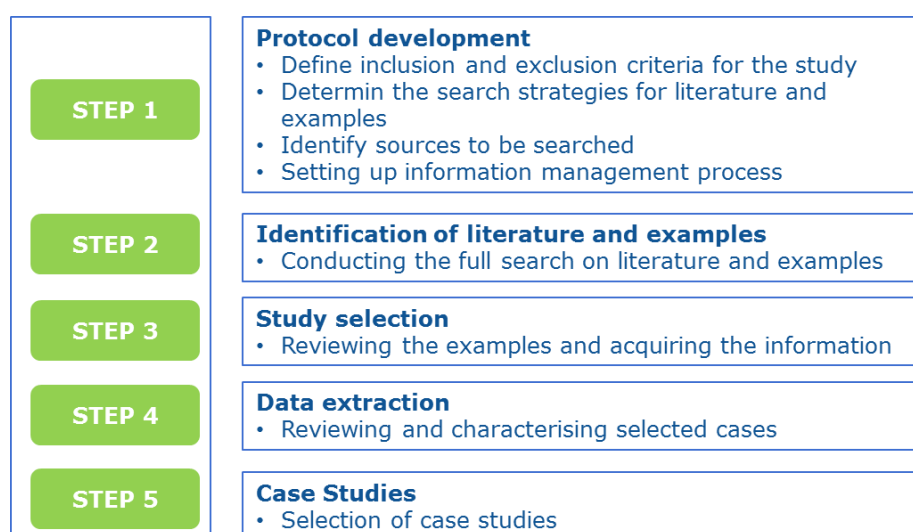 STEP 1
Protocol development
• Define inclusion and exclusion criteria for the study
• Determin the search strategies for literature and
examples
• Identify sources to be searched
• Setting up information management process
STEP 2
Identification of literature and examples
• Conducting the full search on literature and examples
STEP 3
Study selection
• Reviewing the examples and acquiring the information
STEP 4
Data extraction
• Reviewing and characterising selected cases
STEP 5
Case Studies
• Selection of case studies